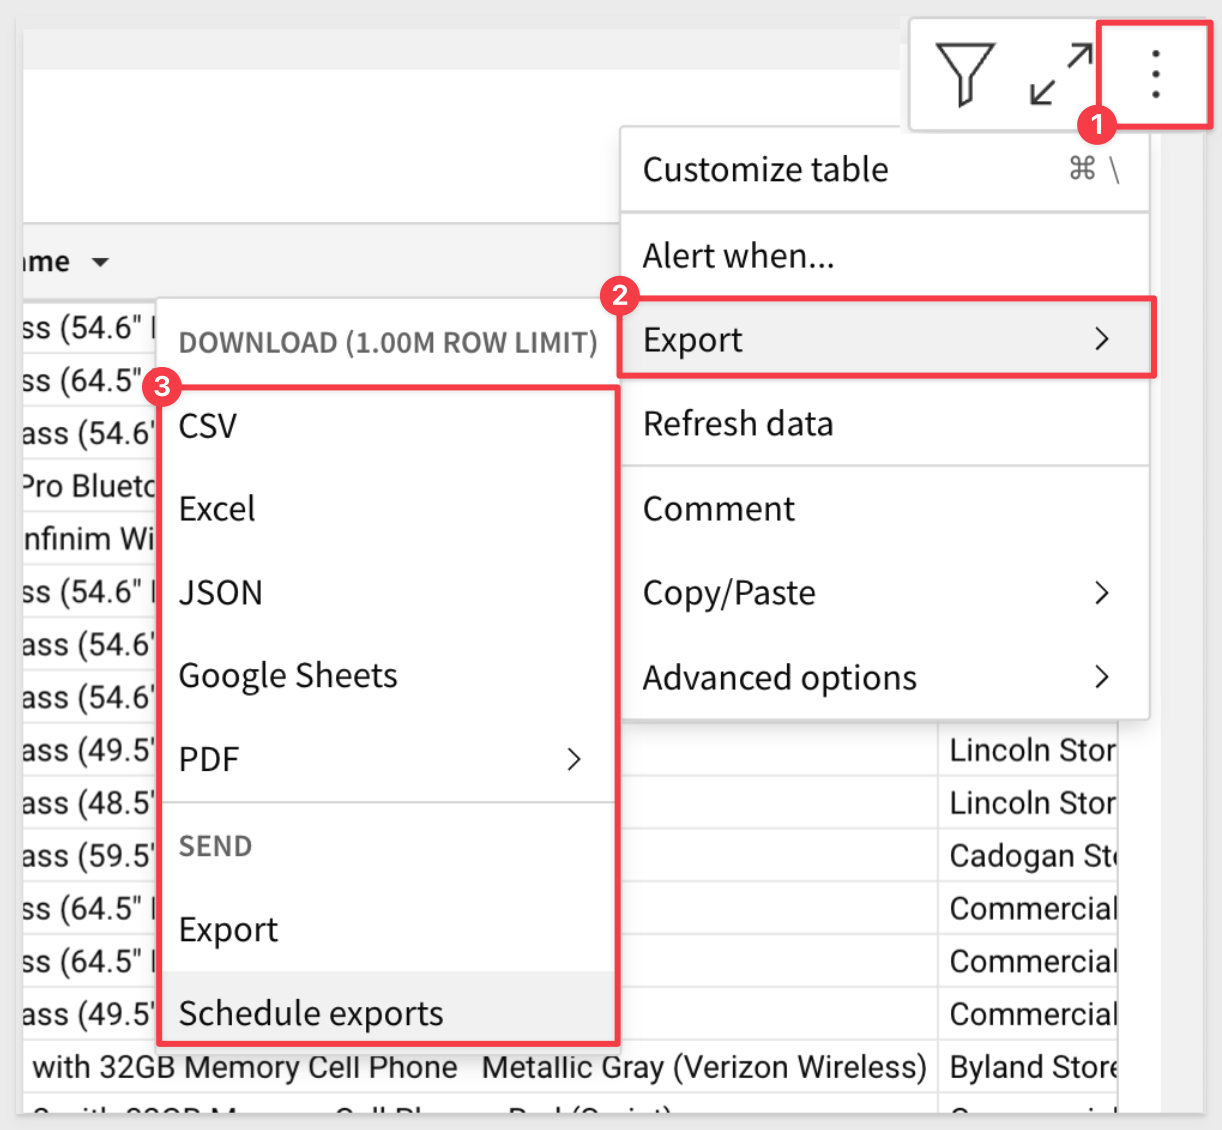 1
Customize table ⌘ \
Alert when...
2
Export
Refresh data
Comment
Copy/Paste
Advanced options
DOWNLOAD (1.00M ROW LIMIT)
3
CSV
Excel
JSON
Google Sheets
PDF
SEND
Export
Schedule exports
ame
ss (54.6"
ss (64.5"
ass (54.6"
Pro Blueto
nfinim Wi
ss (54.6"
ass (54.6"
ass (54.6"
ass (49.5" Lincoln Stor
ass (48.5" Lincoln Stor
ass (59.5" Cadogan Sto
ss (64.5" Commercial
ss (64.5" Commercial
ass (49.5" Commercial
with 32GB Memory Cell Phone Metallic Gray (Verizon Wireless) Byland Store